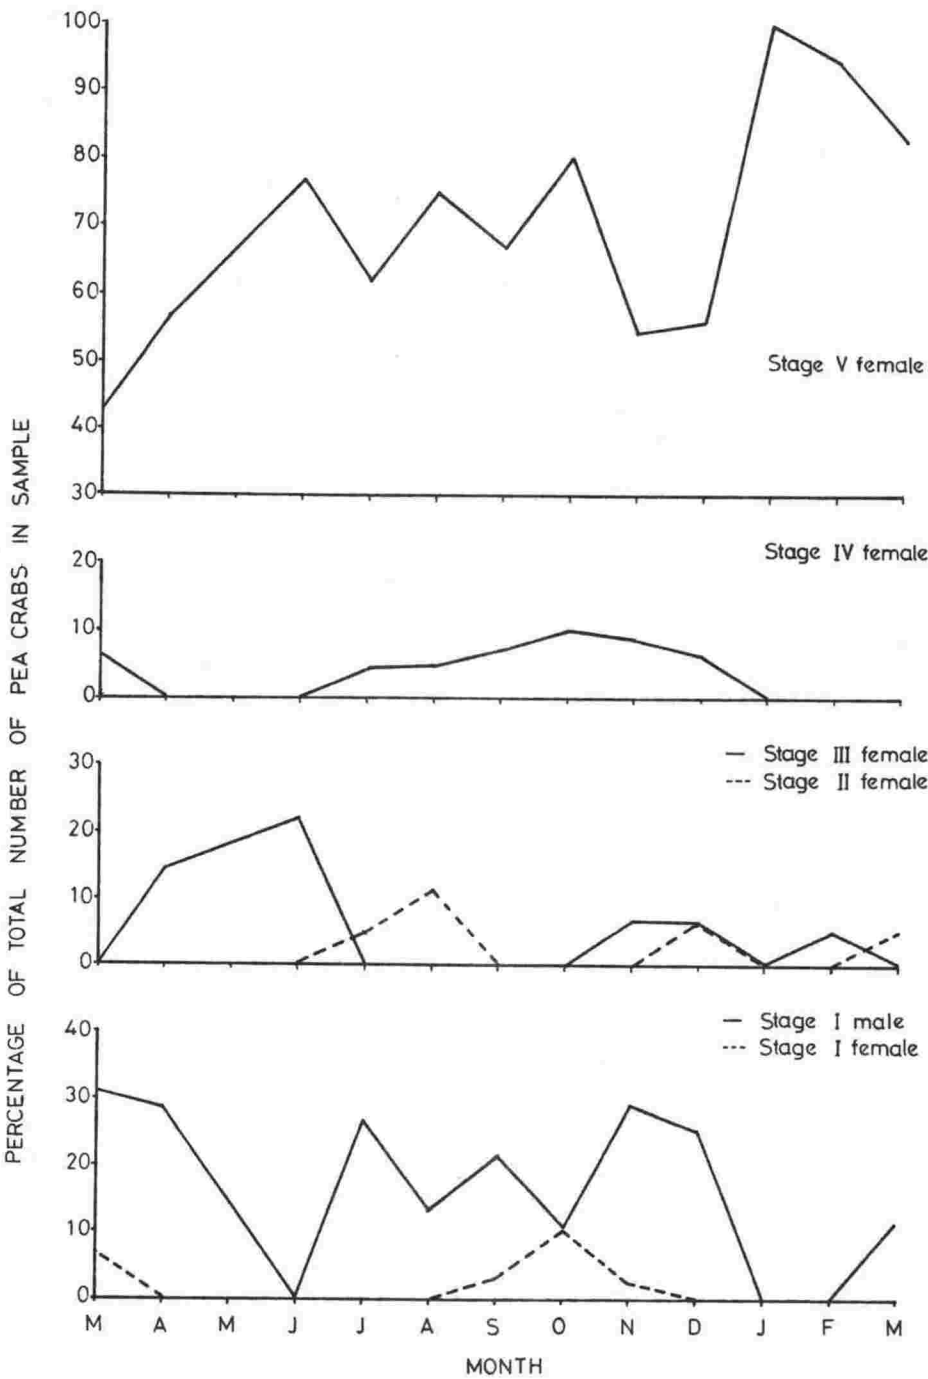 PERCENTAGE OF TOTAL NUMBER OF PEA CRABS IN SAMPLE
100
90
80
70
60
50
40
30
Stage V female
20
10
0
Stage IV female
30
20
10
0
— Stage III female
--- Stage II female
40
30
20
10
0
— Stage I male
--- Stage I female
M A M J J A S O N D J F M
MONTH